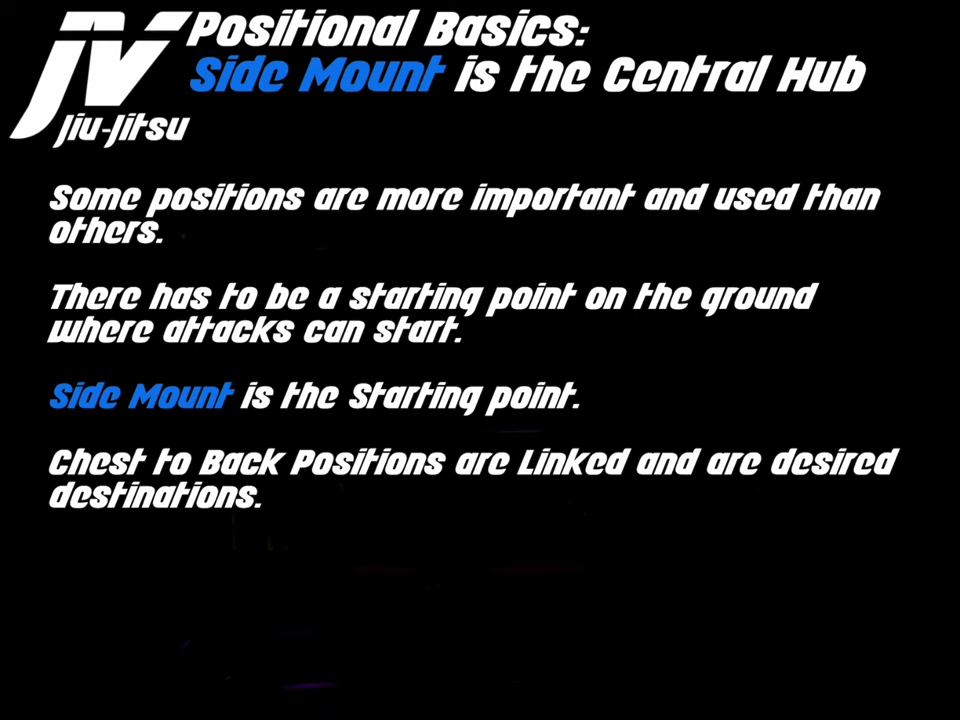 JV
Jiu-Jitsu
Positional Basics:
Side Mount is the Central Hub
Some positions are more important and used than
others.
There has to be a starting point on the ground
where attacks can start.
Side Mount is the Starting point.
Chest to Back Positions are Linked and are desired
destinations.